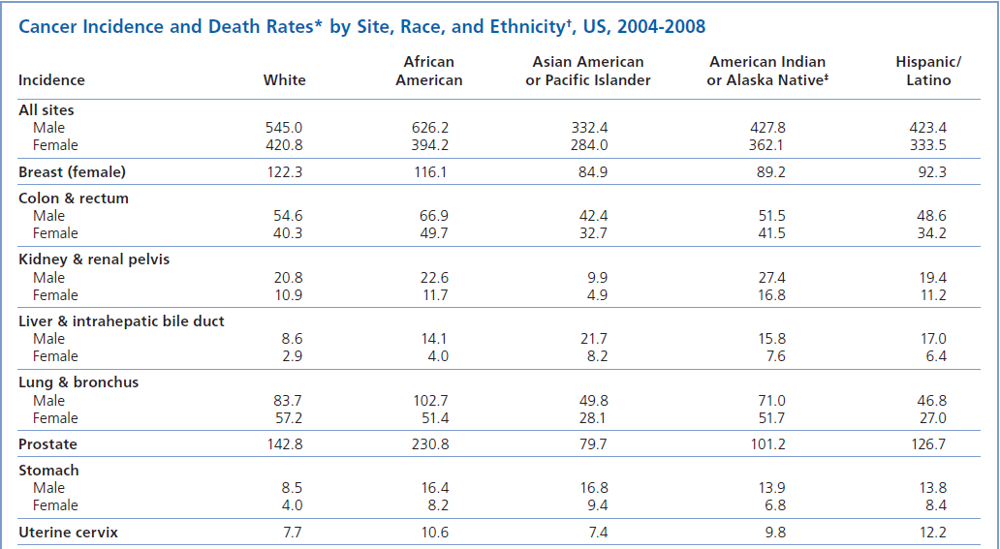 Cancer Incidence and Death Rates* by Site, Race, and Ethnicity†, US, 2004-2008
Incidence White African American Asian American or Pacific Islander American Indian or Alaska Native‡ Hispanic/ Latino
All sites
Male 545.0 626.2 332.4 427.8 423.4
Female 420.8 394.2 284.0 362.1 333.5
Breast (female) 122.3 116.1 84.9 89.2 92.3
Colon & rectum
Male 54.6 66.9 42.4 51.5 48.6
Female 40.3 49.7 32.7 41.5 34.2
Kidney & renal pelvis
Male 20.8 22.6 9.9 27.4 19.4
Female 10.9 11.7 4.9 16.8 11.2
Liver & intrahepatic bile duct
Male 8.6 14.1 21.7 15.8 17.0
Female 2.9 4.0 8.2 7.6 6.4
Lung & bronchus
Male 83.7 102.7 49.8 71.0 46.8
Female 57.2 51.4 28.1 51.7 27.0
Prostate 142.8 230.8 79.7 101.2 126.7
Stomach
Male 8.5 16.4 16.8 13.9 13.8
Female 4.0 8.2 9.4 6.8 8.4
Uterine cervix 7.7 10.6 7.4 9.8 12.2